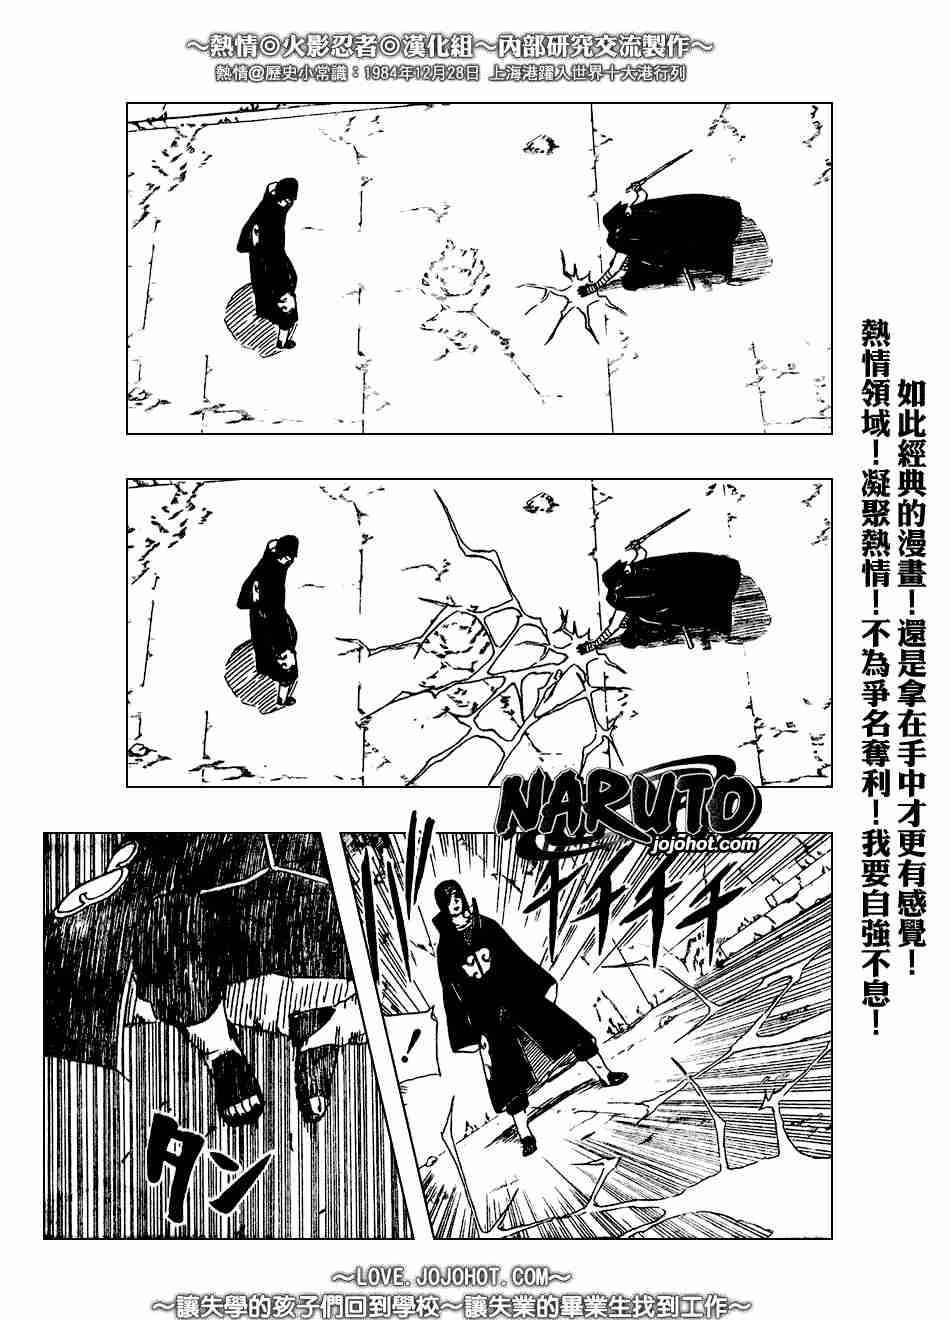 ～熱情◎火影忍者◎漢化組～內部研究交流製作～
熱情@歷史小常識：1984年12月28日 上海港躍入世界十大港行列
如此經典的漫畫！還是拿在手中才更有感覺！
熱情領域！凝聚熱情！不為爭名奪利！我要自強不息！
NARUTO
jojohot.com
チチチチ
！
タン
～LOVE.JOJOHOT.COM～
～讓失學的孩子們回到學校～讓失業的畢業生找到工作～